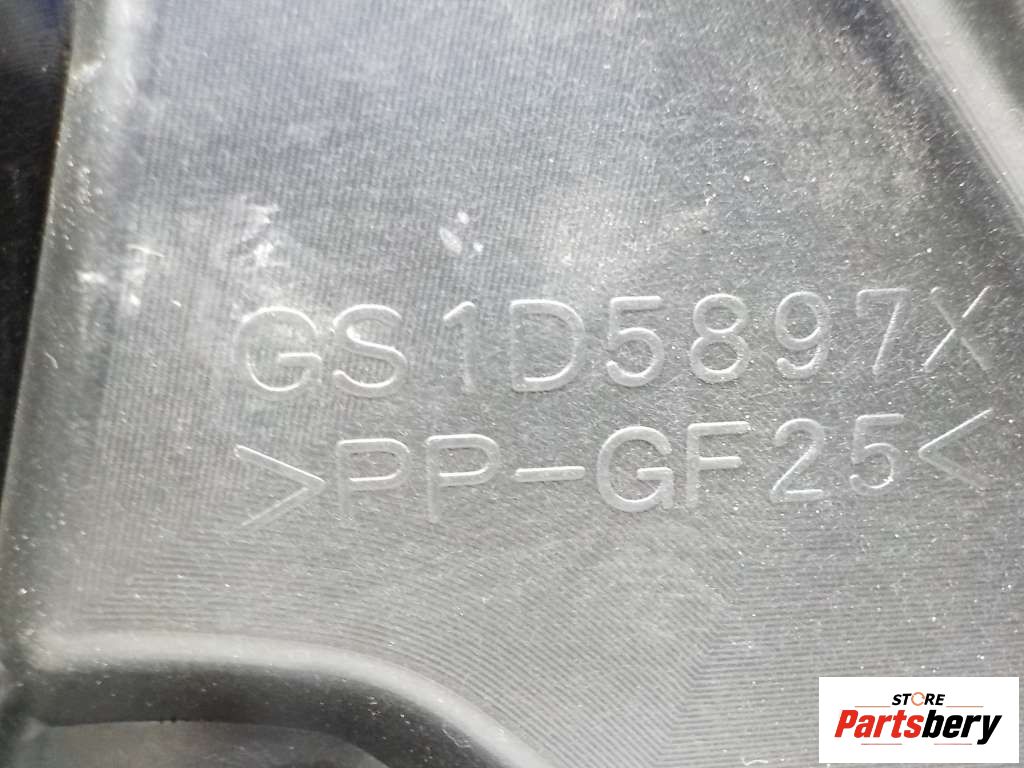 GS1D5897X
>PP-GF25<
STORE
Partsbery